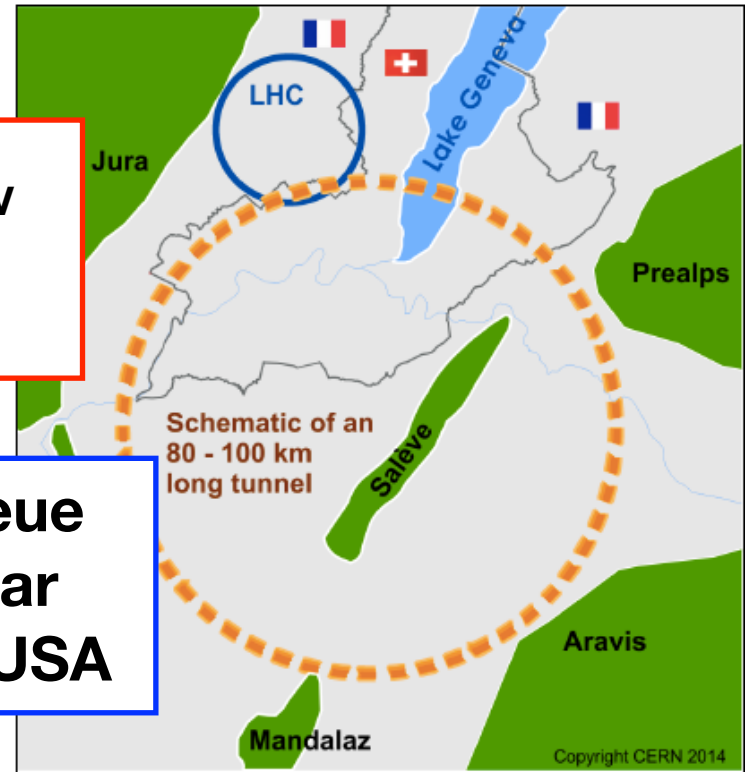 LHC
Lake Geneva
Jura
Prealps
Schematic of an
80 - 100 km
long tunnel
Salève
USA
Aravis
Mandalaz
Copyright CERN 2014